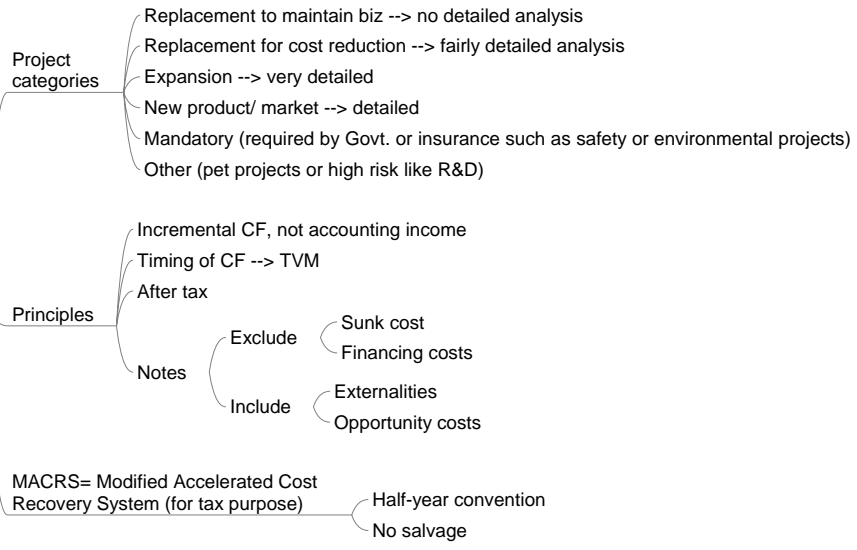 Project
categories
Replacement to maintain biz --> no detailed analysis
Replacement for cost reduction --> fairly detailed analysis
Expansion --> very detailed
New product/ market --> detailed
Mandatory (required by Govt. or insurance such as safety or environmental projects)
Other (pet projects or high risk like R&D)
Principles
Incremental CF, not accounting income
Timing of CF --> TVM
After tax
Notes
Exclude
Sunk cost
Financing costs
Include
Externalities
Opportunity costs
MACRS= Modified Accelerated Cost
Recovery System (for tax purpose)
Half-year convention
No salvage